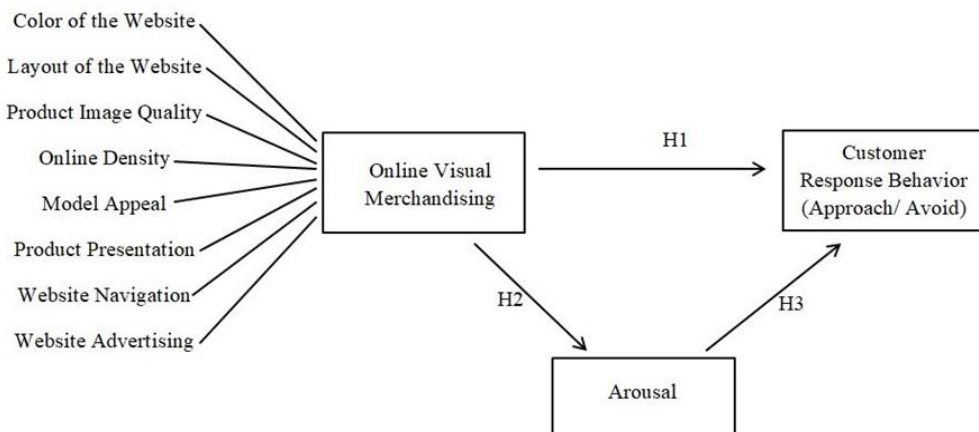 Color of the Website
Layout of the Website
Product Image Quality
Online Density
Model Appeal
Product Presentation
Website Navigation
Website Advertising
Online Visual
Merchandising
H1
Customer
Response Behavior
(Approach/ Avoid)
H2
H3
Arousal